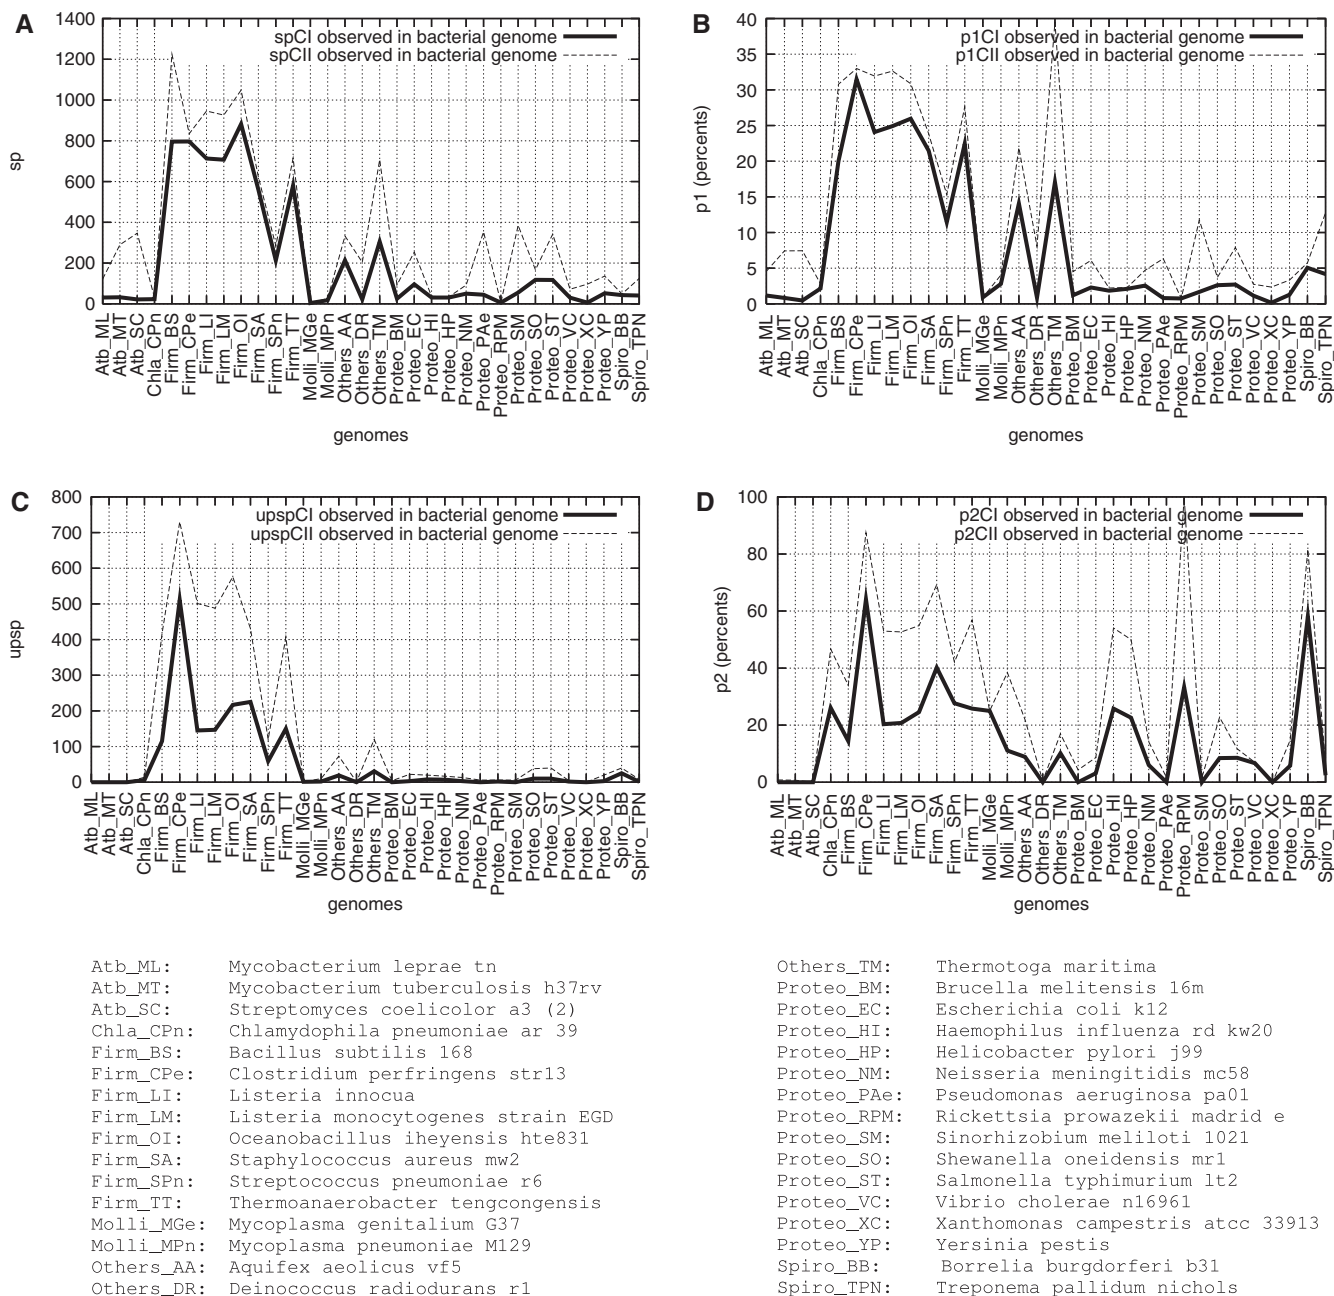 A
1400
1200
1000
800
600
400
200
0
sp
spCI observed in bacterial genome
spCII observed in bacterial genome
Atb_ML
Atb_MT
Atb_SC
Chla_CPn
Firm_BS
Firm_CPe
Firm_LI
Firm_LM
Firm_OI
Firm_SA
Firm_SPn
Firm_TT
Molli_MGe
Molli_MPn
Others_AA
Others_DR
Others_TM
Proteo_BM
Proteo_EC
Proteo_HI
Proteo_HP
Proteo_NM
Proteo_PAe
Proteo_RPM
Proteo_SM
Proteo_SO
Proteo_ST
Proteo_VC
Proteo_XC
Proteo_YP
Spiro_BB
Spiro_TPN
genomes
B
40
35
30
25
20
15
10
5
0
p1 (percents)
p1CI observed in bacterial genome
p1CII observed in bacterial genome
Atb_ML
Atb_MT
Atb_SC
Chla_CPn
Firm_BS
Firm_CPe
Firm_LI
Firm_LM
Firm_OI
Firm_SA
Firm_SPn
Firm_TT
Molli_MGe
Molli_MPn
Others_AA
Others_DR
Others_TM
Proteo_BM
Proteo_EC
Proteo_HI
Proteo_HP
Proteo_NM
Proteo_PAe
Proteo_RPM
Proteo_SM
Proteo_SO
Proteo_ST
Proteo_VC
Proteo_XC
Proteo_YP
Spiro_BB
Spiro_TPN
genomes
C
800
700
600
500
400
300
200
100
0
upsp
upspCI observed in bacterial genome
upspCII observed in bacterial genome
Atb_ML
Atb_MT
Atb_SC
Chla_CPn
Firm_BS
Firm_CPe
Firm_LI
Firm_LM
Firm_OI
Firm_SA
Firm_SPn
Firm_TT
Molli_MGe
Molli_MPn
Others_AA
Others_DR
Others_TM
Proteo_BM
Proteo_EC
Proteo_HI
Proteo_HP
Proteo_NM
Proteo_PAe
Proteo_RPM
Proteo_SM
Proteo_SO
Proteo_ST
Proteo_VC
Proteo_XC
Proteo_YP
Spiro_BB
Spiro_TPN
genomes
D
100
80
60
40
20
0
p2 (percents)
p2CI observed in bacterial genome
p2CII observed in bacterial genome
Atb_ML
Atb_MT
Atb_SC
Chla_CPn
Firm_BS
Firm_CPe
Firm_LI
Firm_LM
Firm_OI
Firm_SA
Firm_SPn
Firm_TT
Molli_MGe
Molli_MPn
Others_AA
Others_DR
Others_TM
Proteo_BM
Proteo_EC
Proteo_HI
Proteo_HP
Proteo_NM
Proteo_PAe
Proteo_RPM
Proteo_SM
Proteo_SO
Proteo_ST
Proteo_VC
Proteo_XC
Proteo_YP
Spiro_BB
Spiro_TPN
genomes
Atb_ML: Mycobacterium leprae tn
Atb_MT: Mycobacterium tuberculosis h37rv
Atb_SC: Streptomyces coelicolor a3 (2)
Chla_CPn: Chlamydophila pneumoniae ar 39
Firm_BS: Bacillus subtilis 168
Firm_CPe: Clostridium perfringens str13
Firm_LI: Listeria innocua
Firm_LM: Listeria monocytogenes strain EGD
Firm_OI: Oceanobacillus iheyensis hte831
Firm_SA: Staphylococcus aureus mw2
Firm_SPn: Streptococcus pneumoniae r6
Firm_TT: Thermoanaerobacter tengcongensis
Molli_MGe: Mycoplasma genitalium G37
Molli_MPn: Mycoplasma pneumoniae M129
Others_AA: Aquifex aeolicus vf5
Others_DR: Deinococcus radiodurans r1
Others_TM: Thermotoga maritima
Proteo_BM: Brucella melitensis 16m
Proteo_EC: Escherichia coli k12
Proteo_HI: Haemophilus influenza rd kw20
Proteo_HP: Helicobacter pylori j99
Proteo_NM: Neisseria meningitidis mc58
Proteo_PAe: Pseudomonas aeruginosa pa01
Proteo_RPM: Rickettsia prowazekii madrid e
Proteo_SM: Sinorhizobium meliloti 1021
Proteo_SO: Shewanella oneidensis mr1
Proteo_ST: Salmonella typhimurium lt2
Proteo_VC: Vibrio cholerae n16961
Proteo_XC: Xanthomonas campestris atcc 33913
Proteo_YP: Yersinia pestis
Spiro_BB: Borrelia burgdorferi b31
Spiro_TPN: Treponema pallidum nichols